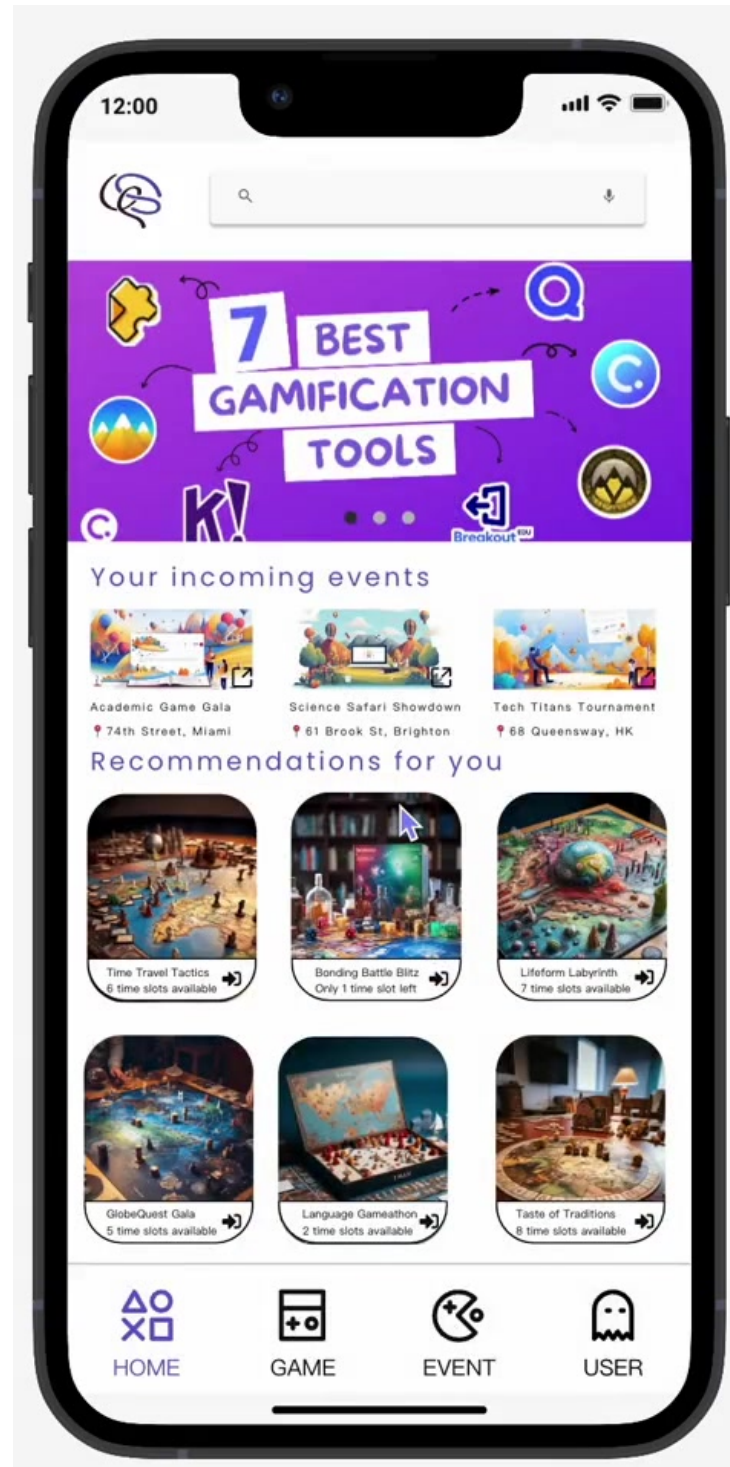 12:00
7 BEST
GAMIFICATION
TOOLS
K!
Breakout EDU
Your incoming events
Academic Game Gala
74th Street, Miami
Science Safari Showdown
61 Brook St, Brighton
Tech Titans Tournament
68 Queensway, HK
Recommendations for you
Time Travel Tactics
6 time slots available
Bonding Battle Blitz
Only 1 time slot left
Lifeform Labyrinth
7 time slots available
GlobeQuest Gala
5 time slots available
Language Gameathon
2 time slots available
Taste of Traditions
8 time slots available
HOME
GAME
EVENT
USER